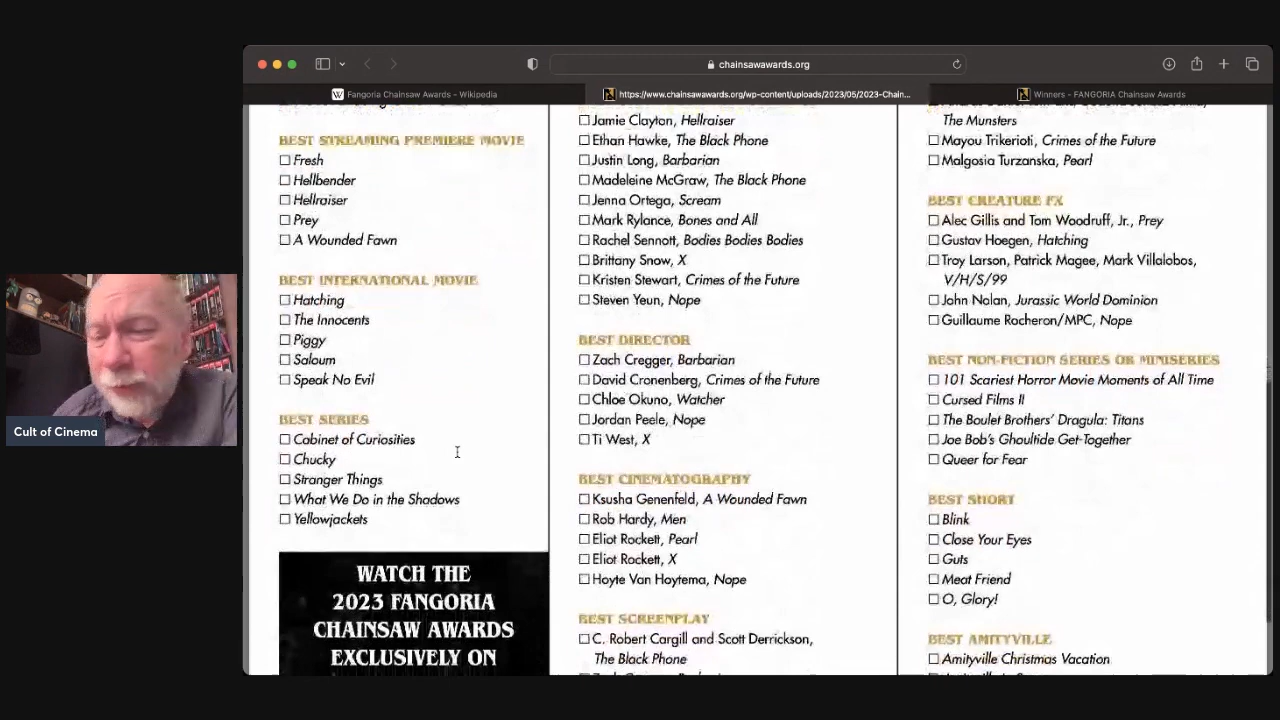 chainsawawards.org
Fangoria Chainsaw Awards – Wikipedia
https://www.chainsawawards.org/wp-content/uploads/2023/05/2023-Chain...
Winners – FANGORIA Chainsaw Awards
BEST STREAMING PREMIERE MOVIE
Fresh
Hellbender
Hellraiser
Prey
A Wounded Fawn
BEST INTERNATIONAL MOVIE
Hatching
The Innocents
Piggy
Saloum
Speak No Evil
BEST SERIES
Cabinet of Curiosities
Chucky
Stranger Things
What We Do in the Shadows
Yellowjackets
WATCH THE
2023 FANGORIA
CHAINSAW AWARDS
EXCLUSIVELY ON
Jamie Clayton, Hellraiser
Ethan Hawke, The Black Phone
Justin Long, Barbarian
Madeleine McGraw, The Black Phone
Jenna Ortega, Scream
Mark Rylance, Bones and All
Rachel Sennott, Bodies Bodies Bodies
Brittany Snow, X
Kristen Stewart, Crimes of the Future
Steven Yeun, Nope
BEST DIRECTOR
Zach Cregger, Barbarian
David Cronenberg, Crimes of the Future
Chloe Okuno, Watcher
Jordan Peele, Nope
Ti West, X
BEST CINEMATOGRAPHY
Ksusha Genenfeld, A Wounded Fawn
Rob Hardy, Men
Eliot Rockett, Pearl
Eliot Rockett, X
Hoyte Van Hoytema, Nope
BEST SCREENPLAY
C. Robert Cargill and Scott Derrickson,
The Black Phone
The Munsters
Mayou Trikerioti, Crimes of the Future
Malgosia Turzanska, Pearl
BEST CREATURE FX
Alec Gillis and Tom Woodruff, Jr., Prey
Gustav Hoegen, Hatching
Troy Larson, Patrick Magee, Mark Villalobos,
V/H/S/99
John Nolan, Jurassic World Dominion
Guillaume Rocheron/MPC, Nope
BEST NON-FICTION SERIES OR MINISERIES
101 Scariest Horror Movie Moments of All Time
Cursed Films II
The Boulet Brothers' Dragula: Titans
Joe Bob's Ghoultide Get-Together
Queer for Fear
BEST SHORT
Blink
Close Your Eyes
Guts
Meat Friend
O, Glory!
BEST AMITYVILLE
Amityville Christmas Vacation
Cult of Cinema